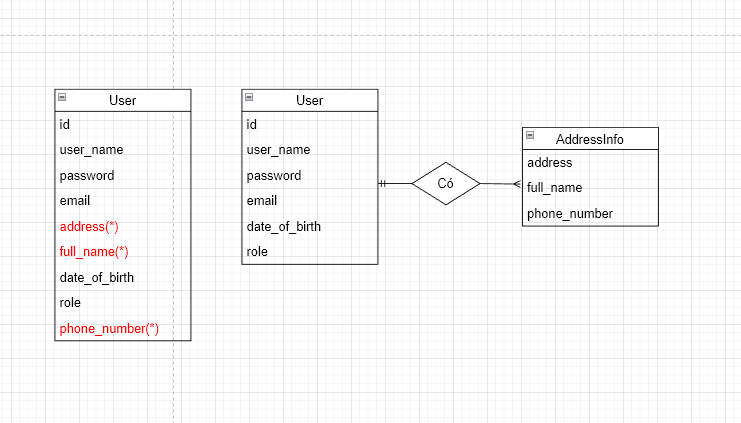 User
id
user_name
password
email
address(*)
full_name(*)
date_of_birth
role
phone_number(*)
User
id
user_name
password
email
date_of_birth
role
Có
AddressInfo
address
full_name
phone_number